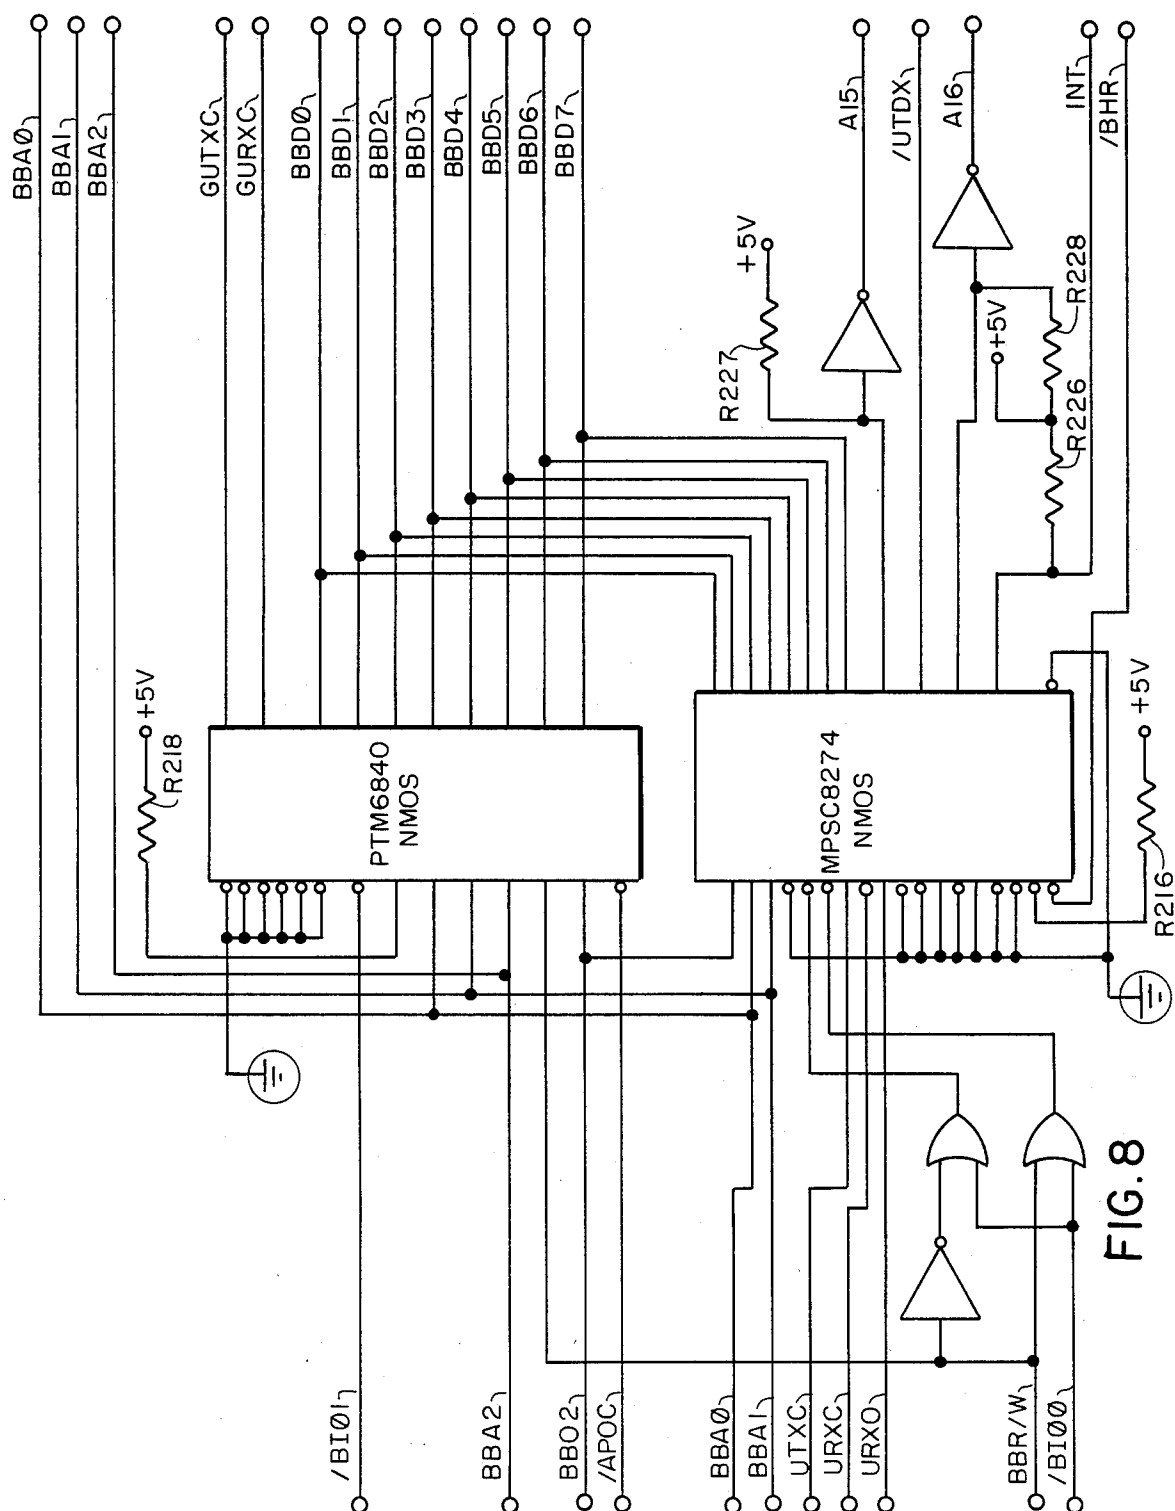 BBAØ
BBA1
BBA2
GUTXC
GURXC
BBDØ
BBD1
BBD2
BBD3
BBD4
BBD5
BBD6
BBD7
+5V
R218
PTM6840
NMOS
/BIØ1
BBA2
BBO2
/APOC
+5V
R227
A15
/UTDX
A16
+5V
R228
R226
INT
/BHR
MPSC8274
NMOS
+5V
R216
BBAØ
BBA1
UTXC
URXC
URXO
BBR/W
/BIØO
FIG. 8